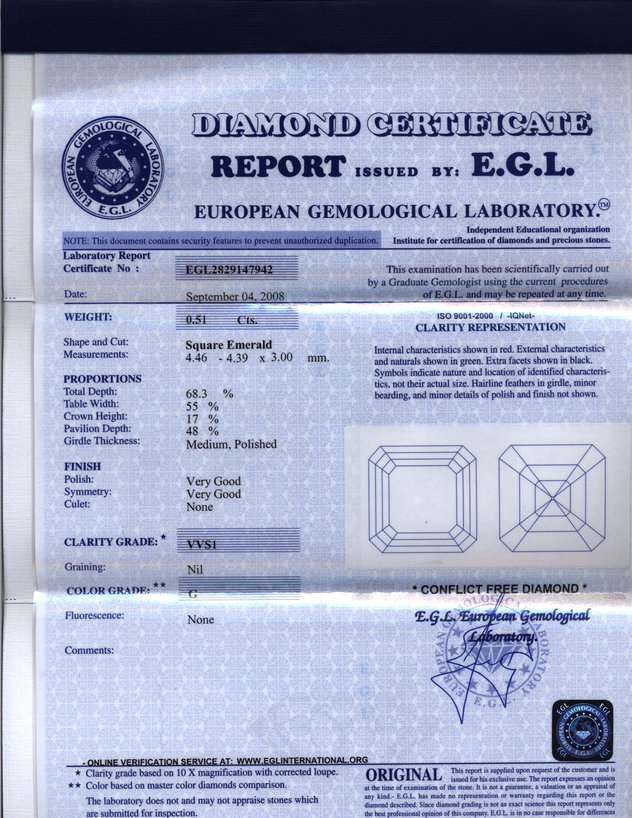 DIAMOND CERTIFICATE
REPORT ISSUED BY: E.G.L.
EUROPEAN GEMOLOGICAL LABORATORY.™
EUROPEAN GEMOLOGICAL LABORATORY
E.G.L.
Independent Educational organization
Institute for certification of diamonds and precious stones.
NOTE: This document contains security features to prevent unauthorized duplication.
Laboratory Report
Certificate No : EGL2829147942
Date: September 04, 2008
WEIGHT: 0.51 Cts.
Shape and Cut: Square Emerald
Measurements: 4.46 - 4.39 x 3.00 mm.
PROPORTIONS
Total Depth: 68.3 %
Table Width: 55 %
Crown Height: 17 %
Pavilion Depth: 48 %
Girdle Thickness: Medium, Polished
FINISH
Polish: Very Good
Symmetry: Very Good
Culet: None
CLARITY GRADE: * VVS1
Graining: Nil
COLOR GRADE: ** G
Fluorescence: None
Comments:
This examination has been scientifically carried out
by a Graduate Gemologist using the current procedures
of E.G.L. and may be repeated at any time.
ISO 9001-2000 / -IQNet-
CLARITY REPRESENTATION
Internal characteristics shown in red. External characteristics
and naturals shown in green. Extra facets shown in black.
Symbols indicate nature and location of identified characteris-
tics, not their actual size. Hairline feathers in girdle, minor
bearding, and minor details of polish and finish not shown.
* CONFLICT FREE DIAMOND *
E.G.L. European Gemological
Laboratory.
EUROPEAN GEMOLOGICAL LABORATORY
E.G.L.
EGL EGL
EUROPEAN GEMOLOGICAL LABORATORY
EGL EGL
- ONLINE VERIFICATION SERVICE AT: WWW.EGLINTERNATIONAL.ORG
* Clarity grade based on 10 X magnification with corrected loupe.
** Color based on master color diamonds comparison.
The laboratory does not and may not appraise stones which
are submitted for inspection.
ORIGINAL This report is supplied upon request of the customer and is
issued for his exclusive use. The report expresses an opinion
at the time of examination of the stone. It is not a guarantee, a valuation or an appraisal of
any kind.- E.G.L. has made no representation or warranty regarding this report or the
diamond described. Since diamond grading is not an exact science this report represents only
the best professional opinion of this company. E.G.L. is in no case responsible for differences